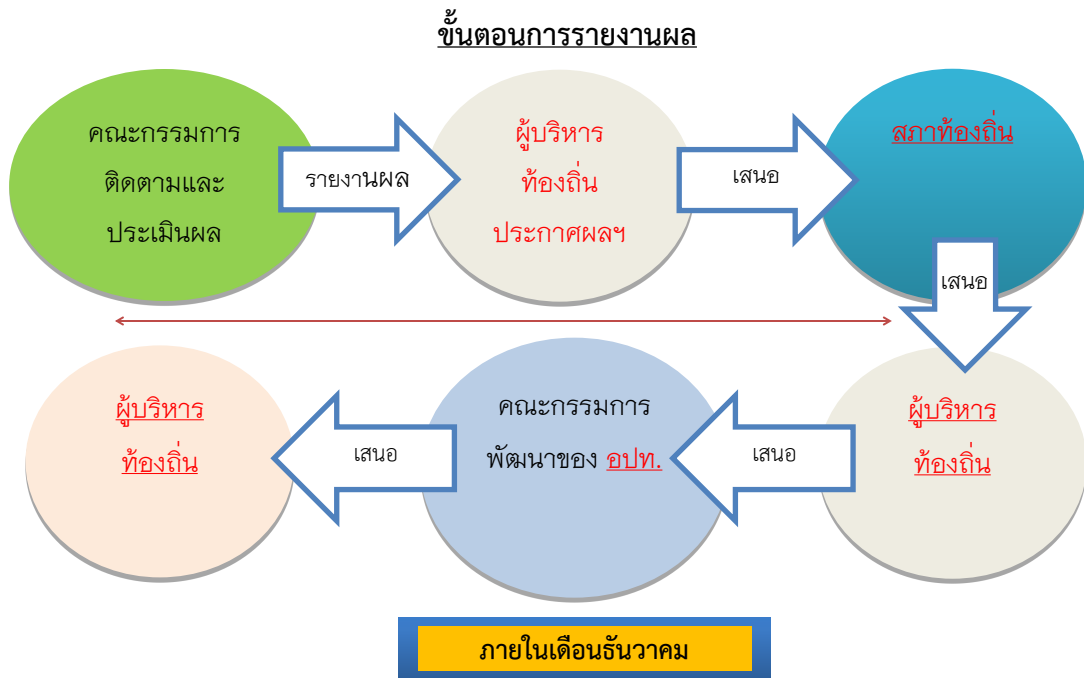 ขั้นตอนการรายงานผล
คณะกรรมการ
ติดตามและ
ประเมินผล
รายงานผล
ผู้บริหาร
ท้องถิ่น
ประกาศผลฯ
เสนอ
สภาท้องถิ่น
เสนอ
ผู้บริหาร
ท้องถิ่น
เสนอ
คณะกรรมการ
พัฒนาของ อปท.
เสนอ
ผู้บริหาร
ท้องถิ่น
ภายในเดือนธันวาคม